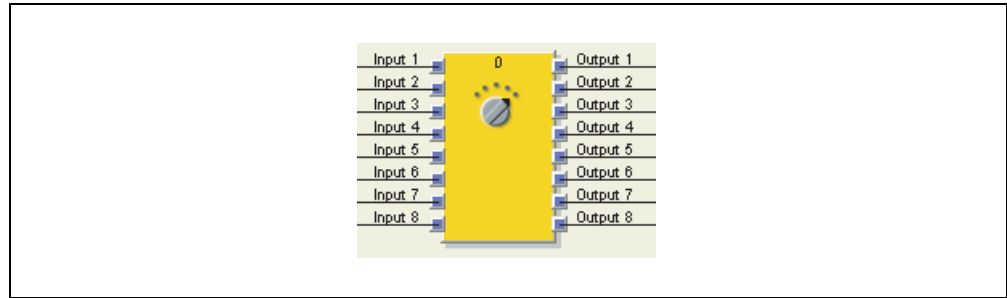 0
Input 1 Output 1
Input 2 Output 2
Input 3 Output 3
Input 4 Output 4
Input 5 Output 5
Input 6 Output 6
Input 7 Output 7
Input 8 Output 8